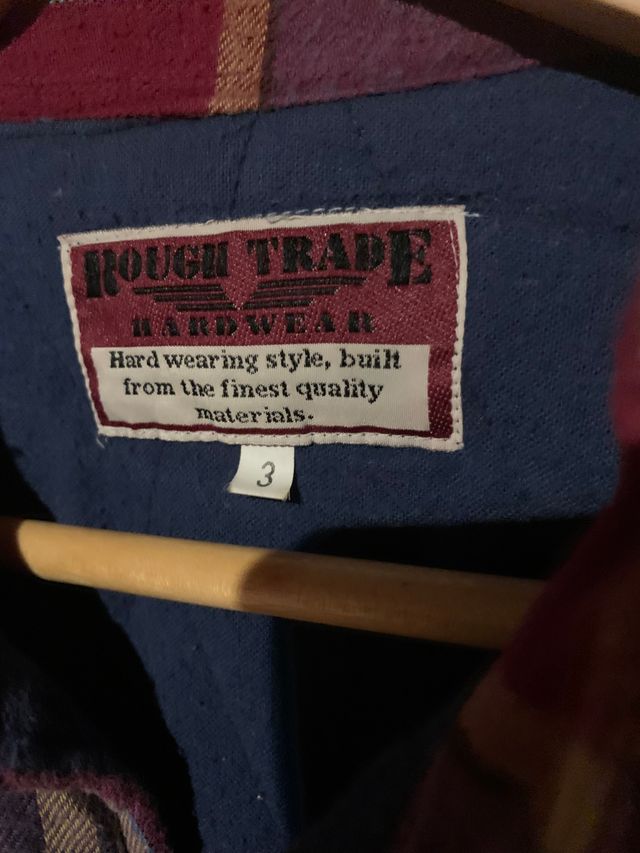 ROUGH TRADE
HARDWEAR
Hard wearing style, built
from the finest quality
materials.
3